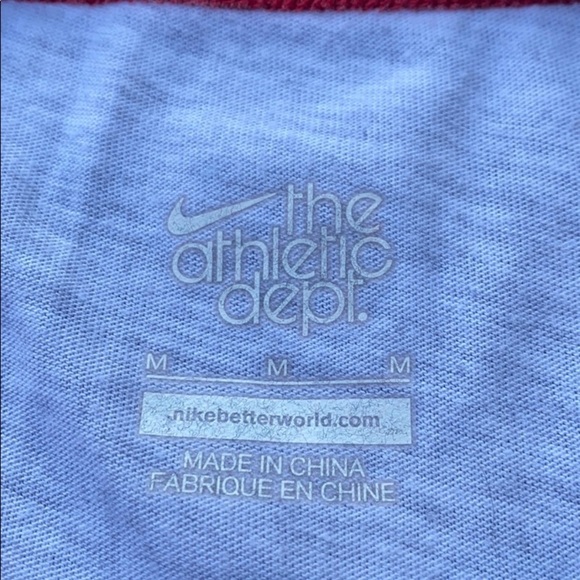 the
athletic
dept.
M M M
nikebetterworld.com
MADE IN CHINA
FABRIQUE EN CHINE